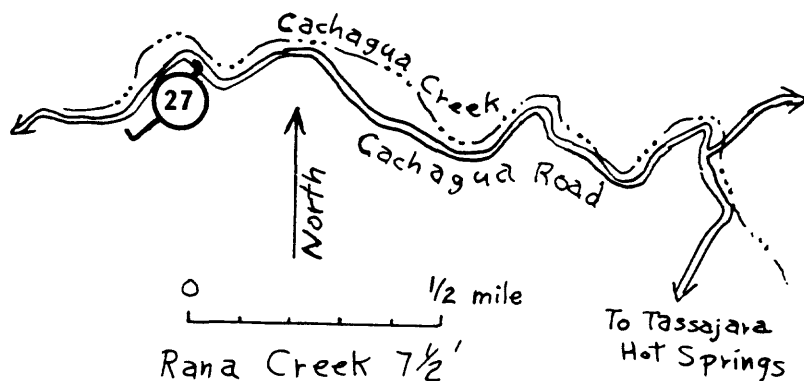 Cachagua Creek
27
Cachagua Road
North
0 1/2 mile
To Tassajara
Hot Springs
Rana Creek 7½'